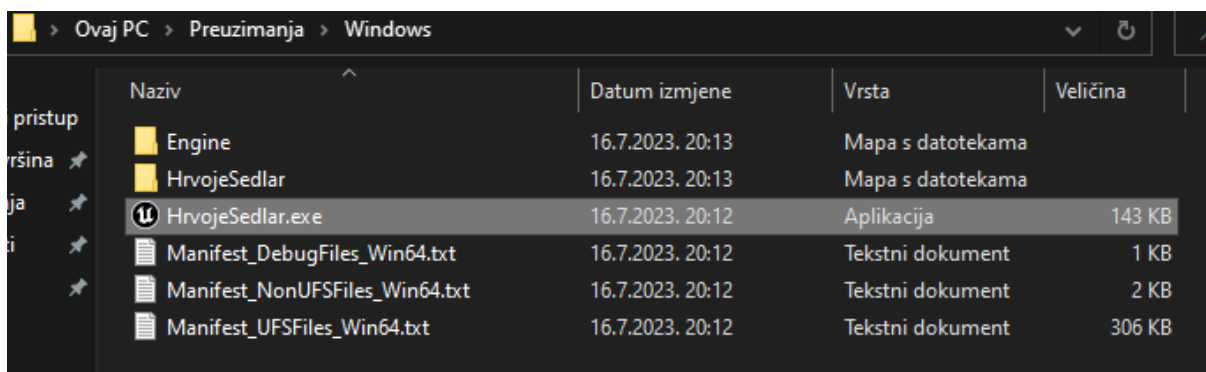 Ovaj PC > Preuzimanja > Windows
Naziv Datum izmjene Vrsta Veličina
pristup
Engine 16.7.2023. 20:13 Mapa s datotekama
HrvojeSedlar 16.7.2023. 20:13 Mapa s datotekama
HrvojeSedlar.exe 16.7.2023. 20:12 Aplikacija 143 KB
Manifest_DebugFiles_Win64.txt 16.7.2023. 20:12 Tekstni dokument 1 KB
Manifest_NonUFSFiles_Win64.txt 16.7.2023. 20:12 Tekstni dokument 2 KB
Manifest_UFSFiles_Win64.txt 16.7.2023. 20:12 Tekstni dokument 306 KB